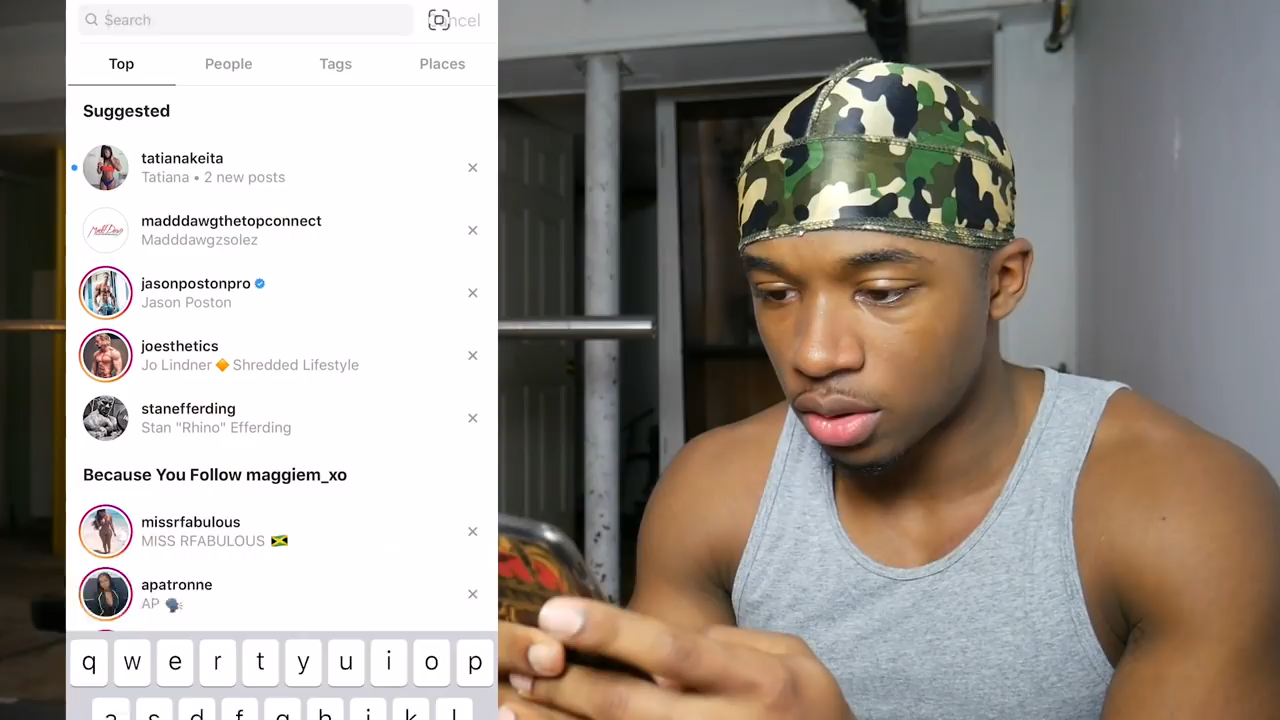 Search
Cancel
Top People Tags Places
Suggested
tatianakeita
Tatiana • 2 new posts
madddawgthetopconnect
Madddawgzsolez
jasonpostonpro
Jason Poston
joesthetics
Jo Lindner 🔶 Shredded Lifestyle
stanefferding
Stan "Rhino" Efferding
Because You Follow maggiem_xo
missrfabulous
MISS RFABULOUS 🇯🇲
apatronne
AP 🗣
q w e r t y u i o p
a s d f g h j k l